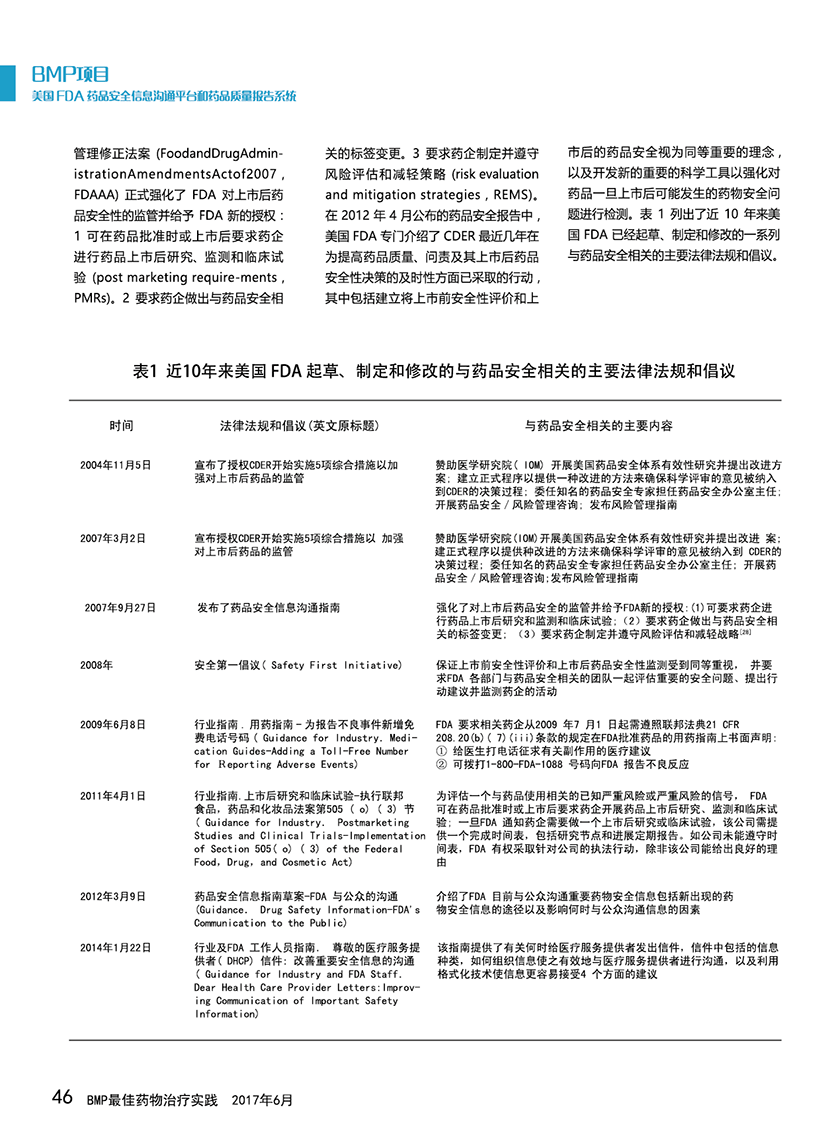 BMP项目
美国 FDA 药品安全信息沟通平台和药品质量报告系统
管理修正法案 (FoodandDrugAdmin-
istrationAmendmentsActof2007，
FDAAA) 正式强化了 FDA 对上市后药
品安全性的监管并给予 FDA 新的授权：
1 可在药品批准时或上市后要求药企
进行药品上市后研究、监测和临床试
验 (post marketing require-ments，
PMRs)。2 要求药企做出与药品安全相
关的标签变更。3 要求药企制定并遵守
风险评估和减轻策略 (risk evaluation
and mitigation strategies，REMS)。
在 2012 年 4 月公布的药品安全报告中，
美国 FDA 专门介绍了 CDER 最近几年在
为提高药品质量、问责及其上市后药品
安全性决策的及时性方面已采取的行动，
其中包括建立将上市前安全性评价和上
市后的药品安全视为同等重要的理念，
以及开发新的重要的科学工具以强化对
药品一旦上市后可能发生的药物安全问
题进行检测。表 1 列出了近 10 年来美
国 FDA 已经起草、制定和修改的一系列
与药品安全相关的主要法律法规和倡议。
表1 近10年来美国 FDA 起草、制定和修改的与药品安全相关的主要法律法规和倡议
时间 法律法规和倡议(英文原标题) 与药品安全相关的主要内容
2004年11月5日
宣布了授权CDER开始实施5项综合措施以加
强对上市后药品的监管
赞助医学研究院( IOM) 开展美国药品安全体系有效性研究并提出改进方
案; 建立正式程序以提供一种改进的方法来确保科学评审的意见被纳入
到CDER的决策过程; 委任知名的药品安全专家担任药品安全办公室主任;
开展药品安全 / 风险管理咨询; 发布风险管理指南
2007年3月2日
宣布授权CDER开始实施5项综合措施以 加强
对上市后药品的监管
赞助医学研究院(IOM)开展美国药品安全体系有效性研究并提出改进 案;
建正式程序以提供种改进的方法来确保科学评审的意见被纳入到 CDER的
决策过程; 委任知名的药品安全专家担任药品安全办公室主任; 开展药
品安全 / 风险管理咨询;发布风险管理指南
2007年9月27日
发布了药品安全信息沟通指南
强化了对上市后药品安全的监管并给予FDA新的授权:(1)可要求药企进
行药品上市后研究和监测和临床试验;(2) 要求药企做出与药品安全相
关的标签变更; (3) 要求药企制定并遵守风险评估和减轻战略[28]
2008年
安全第一倡议( Safety First Initiative)
保证上市前安全性评价和上市后药品安全性监测受到同等重视， 并要
求FDA 各部门与药品安全相关的团队一起评估重要的安全问题、提出行
动建议并监测药企的活动
2009年6月8日
行业指南．用药指南-为报告不良事件新增免
费电话号码 ( Guidance for Industry. Medi-
cation Guides-Adding a Toll-Free Number
for Reporting Adverse Events)
FDA 要求相关药企从2009 年7 月1 日起需遵照联邦法典21 CFR
208.20(b)( 7)(iii)条款的规定在FDA批准药品的用药指南上书面声明:
① 给医生打电话征求有关副作用的医疗建议
② 可拨打1-800-FDA-1088 号码向FDA 报告不良反应
2011年4月1日
行业指南.上市后研究和临床试验-执行联邦
食品，药品和化妆品法案第505 ( o) ( 3) 节
( Guidance for Industry. Postmarketing
Studies and Clinical Trials-Implementation
of Section 505( o) ( 3) of the Federal
Food，Drug，and Cosmetic Act)
为评估一个与药品使用相关的已知严重风险或严重风险的信号， FDA
可在药品批准时或上市后要求药企开展药品上市后研究、监测和临床试
验; 一旦FDA 通知药企需要做一个上市后研究或临床试验，该公司需提
供一个完成时间表，包括研究节点和进展定期报告。如公司未能遵守时
间表，FDA 有权采取针对公司的执法行动，除非该公司能给出良好的理
由
2012年3月9日
药品安全信息指南草案-FDA 与公众的沟通
(Guidance. Drug Safety Information-FDA's
Communication to the Public)
介绍了FDA 目前与公众沟通重要药物安全信息包括新出现的药
物安全信息的途径以及影响何时与公众沟通信息的因素
2014年1月22日
行业及FDA 工作人员指南． 尊敬的医疗服务提
供者( DHCP) 信件: 改善重要安全信息的沟通
( Guidance for Industry and FDA Staff.
Dear Health Care Provider Letters:Improv-
ing Communication of Important Safety
Information)
该指南提供了有关何时给医疗服务提供者发出信件，信件中包括的信息
种类，如何组织信息使之有效地与医疗服务提供者进行沟通，以及利用
格式化技术使信息更容易接受4 个方面的建议
46 BMP最佳药物治疗实践 2017年6月